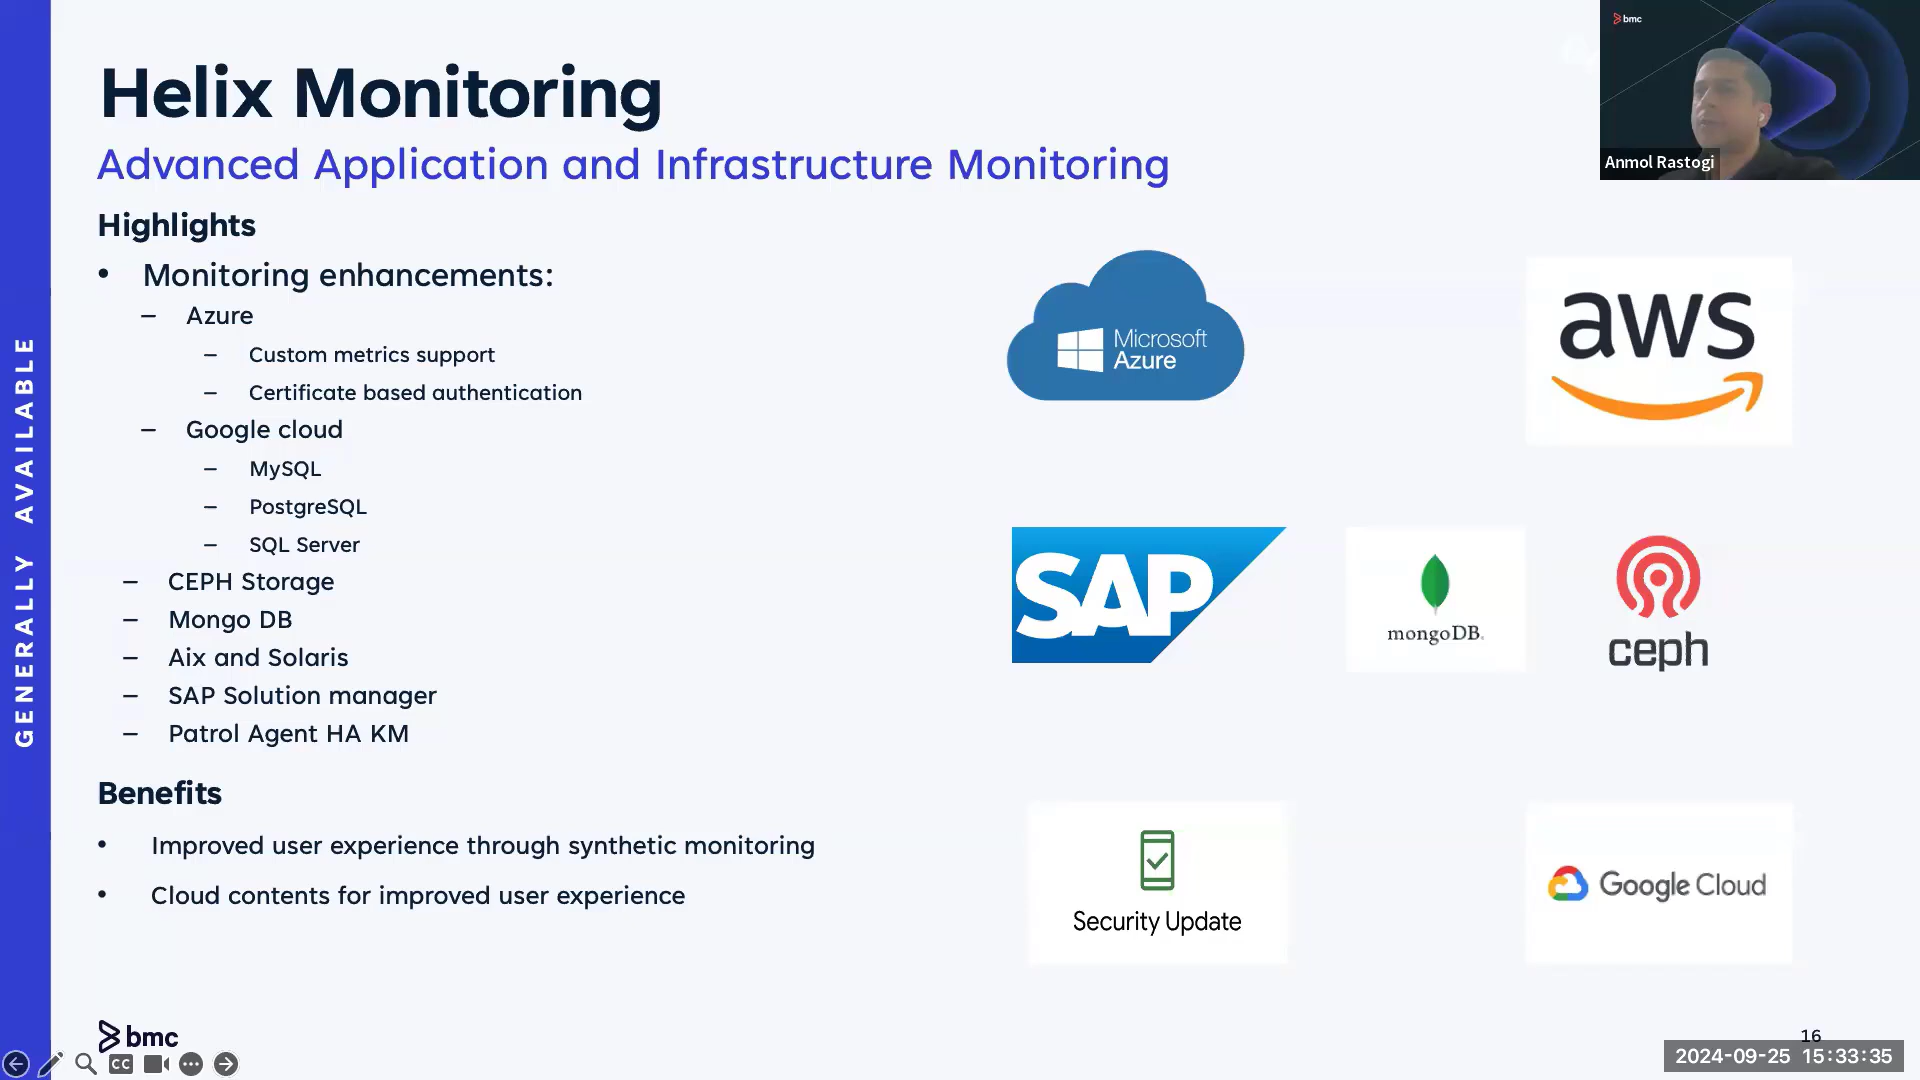 bmc
Anmol Rastogi
Helix Monitoring
Advanced Application and Infrastructure Monitoring
GENERALLY AVAILABLE
Highlights
• Monitoring enhancements:
– Azure
– Custom metrics support
– Certificate based authentication
– Google cloud
– MySQL
– PostgreSQL
– SQL Server
– CEPH Storage
– Mongo DB
– Aix and Solaris
– SAP Solution manager
– Patrol Agent HA KM
Benefits
• Improved user experience through synthetic monitoring
• Cloud contents for improved user experience
Microsoft
Azure
aws
SAP
mongoDB.
ceph
Security Update
Google Cloud
bmc
CC
16
2024-09-25 15:33:35